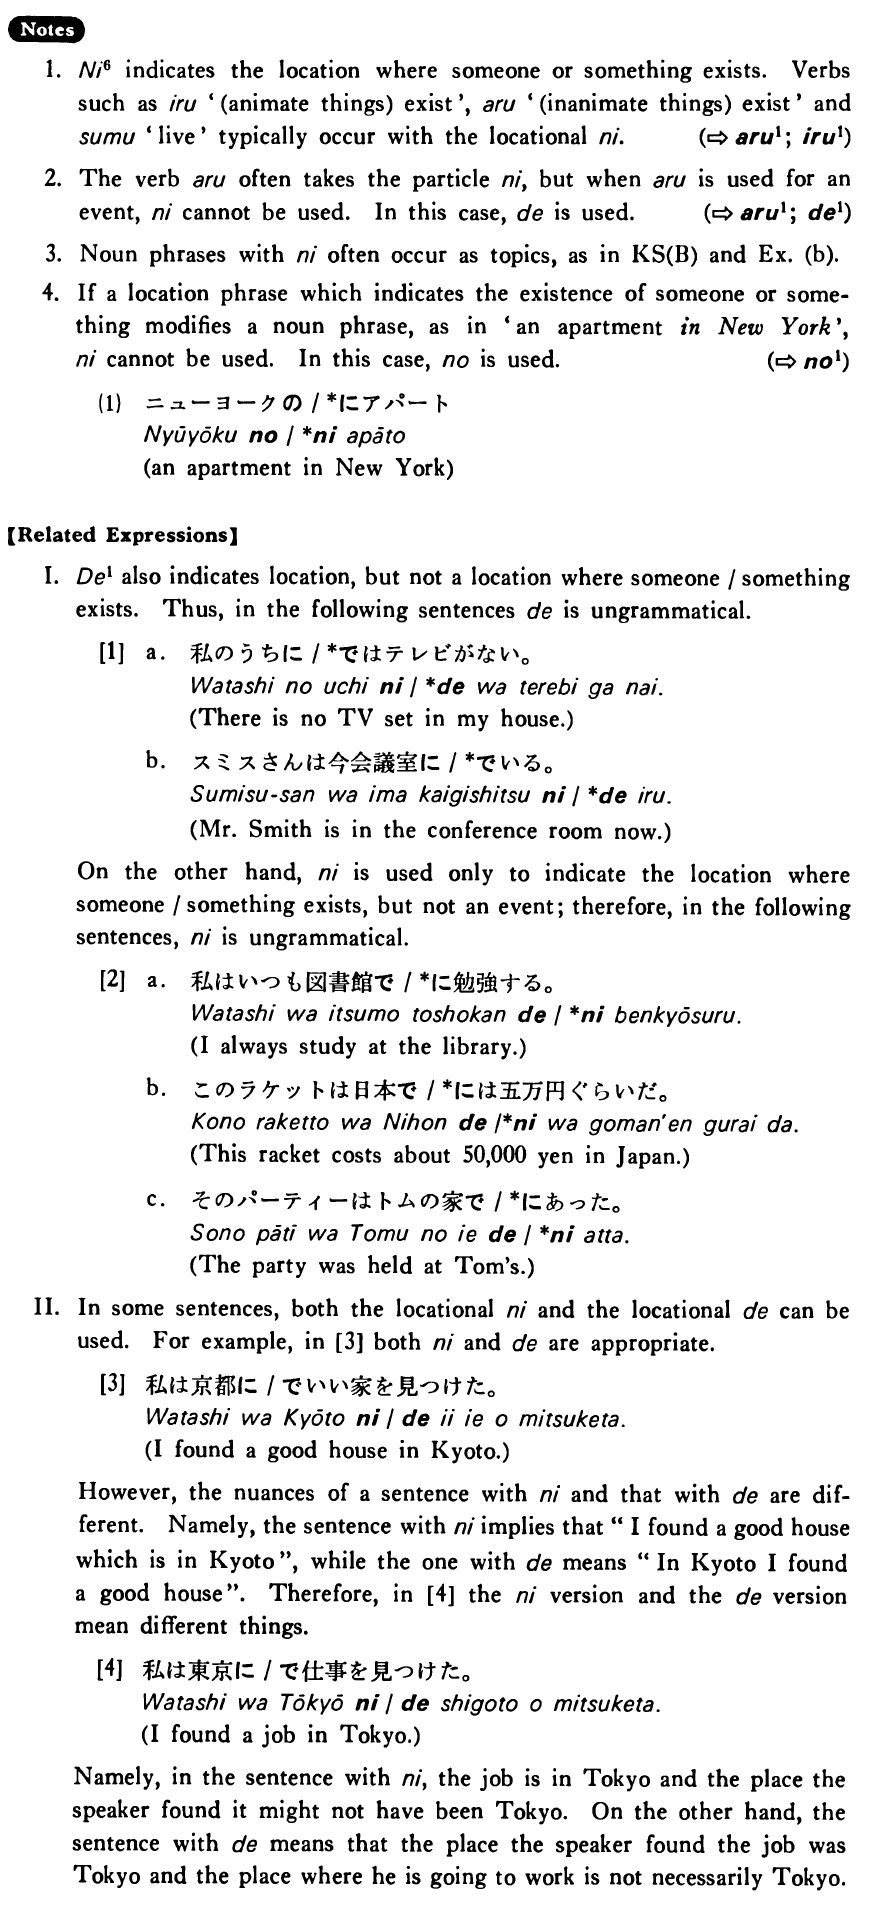 Notes
1. Ni⁶ indicates the location where someone or something exists. Verbs
such as iru ‘(animate things) exist’, aru ‘(inanimate things) exist’ and
sumu ‘live’ typically occur with the locational ni. (⇨ aru¹; iru¹)
2. The verb aru often takes the particle ni, but when aru is used for an
event, ni cannot be used. In this case, de is used. (⇨ aru¹; de¹)
3. Noun phrases with ni often occur as topics, as in KS(B) and Ex. (b).
4. If a location phrase which indicates the existence of someone or some-
thing modifies a noun phrase, as in ‘an apartment in New York’,
ni cannot be used. In this case, no is used. (⇨ no¹)
(1) ニューヨークの / *にアパート
Nyūyōku no / *ni apāto
(an apartment in New York)
【Related Expressions】
I. De¹ also indicates location, but not a location where someone / something
exists. Thus, in the following sentences de is ungrammatical.
[1] a. 私のうちに / *ではテレビがない。
Watashi no uchi ni / *de wa terebi ga nai.
(There is no TV set in my house.)
b. スミスさんは今会議室に / *でいる。
Sumisu-san wa ima kaigishitsu ni / *de iru.
(Mr. Smith is in the conference room now.)
On the other hand, ni is used only to indicate the location where
someone / something exists, but not an event; therefore, in the following
sentences, ni is ungrammatical.
[2] a. 私はいつも図書館で / *に勉強する。
Watashi wa itsumo toshokan de / *ni benkyōsuru.
(I always study at the library.)
b. このラケットは日本で / *には五万円ぐらいだ。
Kono raketto wa Nihon de /*ni wa goman'en gurai da.
(This racket costs about 50,000 yen in Japan.)
c. そのパーティーはトムの家で / *にあった。
Sono pātī wa Tomu no ie de / *ni atta.
(The party was held at Tom's.)
II. In some sentences, both the locational ni and the locational de can be
used. For example, in [3] both ni and de are appropriate.
[3] 私は京都に / でいい家を見つけた。
Watashi wa Kyōto ni / de ii ie o mitsuketa.
(I found a good house in Kyoto.)
However, the nuances of a sentence with ni and that with de are dif-
ferent. Namely, the sentence with ni implies that “I found a good house
which is in Kyoto”, while the one with de means “In Kyoto I found
a good house”. Therefore, in [4] the ni version and the de version
mean different things.
[4] 私は東京に / で仕事を見つけた。
Watashi wa Tōkyō ni / de shigoto o mitsuketa.
(I found a job in Tokyo.)
Namely, in the sentence with ni, the job is in Tokyo and the place the
speaker found it might not have been Tokyo. On the other hand, the
sentence with de means that the place the speaker found the job was
Tokyo and the place where he is going to work is not necessarily Tokyo.